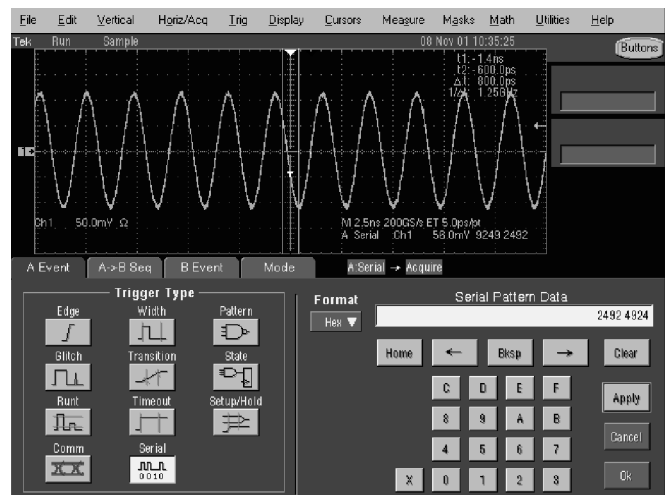 File Edit Vertical Horiz/Acq Trig Display Cursors Measure Masks Math Utilities Help
Tek Run Sample 08 Nov 01 10:35:25 Buttons
t1: -1.4ns
t2: -600.0ps
Δt: 800.0ps
1/Δt: 1.25GHz
1
Ch1 50.0mV Ω M 2.5ns 200GS/s ET 5.0ps/pt
A Serial Ch1 56.0mV 9249 2492
A Event A->B Seq B Event Mode A:Serial → Acquire
Trigger Type
Edge Width Pattern
Glitch Transition State
Runt Timeout Setup/Hold
Comm Serial
0010
Format Serial Pattern Data
Hex 2492 4924
Home ← Bksp → Clear
C D E F Apply
8 9 A B
Cancel
4 5 6 7
X 0 1 2 3 Ok